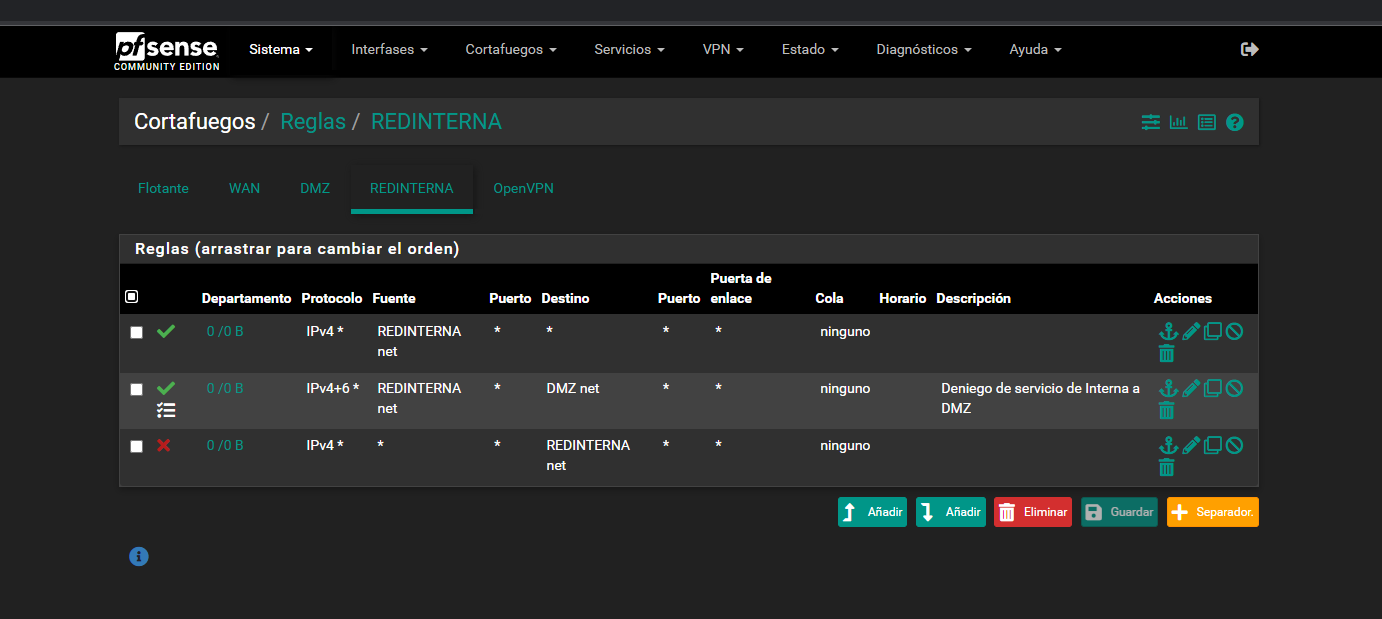 pfsense
COMMUNITY EDITION
Sistema Interfases Cortafuegos Servicios VPN Estado Diagnósticos Ayuda
Cortafuegos / Reglas / REDINTERNA
Flotante WAN DMZ REDINTERNA OpenVPN
Reglas (arrastrar para cambiar el orden)
Departamento Protocolo Fuente Puerto Destino Puerto Puerta de enlace Cola Horario Descripción Acciones
0 /0 B IPv4 * REDINTERNA net * * * * ninguno
0 /0 B IPv4+6 * REDINTERNA net * DMZ net * * ninguno Deniego de servicio de Interna a DMZ
0 /0 B IPv4 * * * REDINTERNA net * * ninguno
Añadir Añadir Eliminar Guardar Separador.